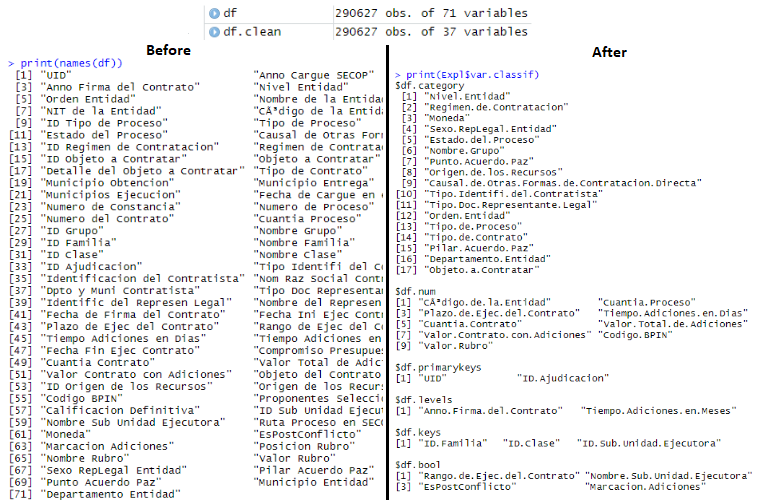 df 290627 obs. of 71 variables
df.clean 290627 obs. of 37 variables
Before
> print(names(df))
[1] "UID" "Anno Cargue SECOP"
[3] "Anno Firma del Contrato" "Nivel Entidad"
[5] "Orden Entidad" "Nombre de la Entida
[7] "NIT de la Entidad" "CÃ³digo de la Entid
[9] "ID Tipo de Proceso" "Tipo de Proceso"
[11] "Estado del Proceso" "Causal de Otras For
[13] "ID Regimen de Contratacion" "Regimen de Contrata
[15] "ID Objeto a Contratar" "Objeto a Contratar"
[17] "Detalle del Objeto a Contratar" "Tipo de Contrato"
[19] "Municipio Obtencion" "Municipio Entrega"
[21] "Municipios Ejecucion" "Fecha de Cargue en
[23] "Numero de Constancia" "Numero de Proceso"
[25] "Numero del Contrato" "Cuantia Proceso"
[27] "ID Grupo" "Nombre Grupo"
[29] "ID Familia" "Nombre Familia"
[31] "ID Clase" "Nombre Clase"
[33] "ID Ajudicacion" "Tipo Identifi del C
[35] "Identificacion del Contratista" "Nom Raz Social Cont
[37] "Dpto y Muni Contratista" "Tipo Doc Representa
[39] "Identific del Represen Legal" "Nombre del Represen
[41] "Fecha de Firma del Contrato" "Fecha Ini Ejec Cont
[43] "Plazo de Ejec del Contrato" "Rango de Ejec del C
[45] "Tiempo Adiciones en Dias" "Tiempo Adiciones en
[47] "Fecha Fin Ejec Contrato" "Compromiso Presupue
[49] "Cuantia Contrato" "Valor Total de Adic
[51] "Valor Contrato con Adiciones" "Objeto del Contrato
[53] "ID Origen de los Recursos" "Origen de los Recur
[55] "Codigo BPIN" "Proponentes Selecci
[57] "Calificacion Definitiva" "ID Sub Unidad Ejecut
[59] "Nombre Sub Unidad Ejecutora" "Ruta Proceso en SECO
[61] "Moneda" "EsPostConflicto"
[63] "Marcacion Adiciones" "Posicion Rubro"
[65] "Nombre Rubro" "Valor Rubro"
[67] "Sexo RepLegal Entidad" "Pilar Acuerdo Paz"
[69] "Punto Acuerdo Paz" "Municipio Entidad"
[71] "Departamento Entidad"
After
> print(Expl$var.classif)
$df.category
[1] "Nivel.Entidad"
[2] "Regimen.de.Contratacion"
[3] "Moneda"
[4] "Sexo.RepLegal.Entidad"
[5] "Estado.del.Proceso"
[6] "Nombre.Grupo"
[7] "Punto.Acuerdo.Paz"
[8] "Origen.de.los.Recursos"
[9] "Causal.de.Otras.Formas.de.Contratacion.Directa"
[10] "Tipo.Identifi.del.Contratista"
[11] "Tipo.Doc.Representante.Legal"
[12] "Orden.Entidad"
[13] "Tipo.de.Proceso"
[14] "Tipo.de.Contrato"
[15] "Pilar.Acuerdo.Paz"
[16] "Departamento.Entidad"
[17] "Objeto.a.Contratar"
$df.num
[1] "CÃ³digo.de.la.Entidad" "Cuantia.Proceso"
[3] "Plazo.de.Ejec.del.Contrato" "Tiempo.Adiciones.en.Dias"
[5] "Cuantia.Contrato" "Valor.Total.de.Adiciones"
[7] "Valor.Contrato.con.Adiciones" "Codigo.BPIN"
[9] "Valor.Rubro"
$df.primarykeys
[1] "UID" "ID.Ajudicacion"
$df.levels
[1] "Anno.Firma.del.Contrato" "Tiempo.Adiciones.en.Meses"
$df.keys
[1] "ID.Familia" "ID.Clase" "ID.Sub.Unidad.Ejecutora"
$df.bool
[1] "Rango.de.Ejec.del.Contrato" "Nombre.Sub.Unidad.Ejecutora"
[3] "EsPostConflicto" "Marcacion.Adiciones"